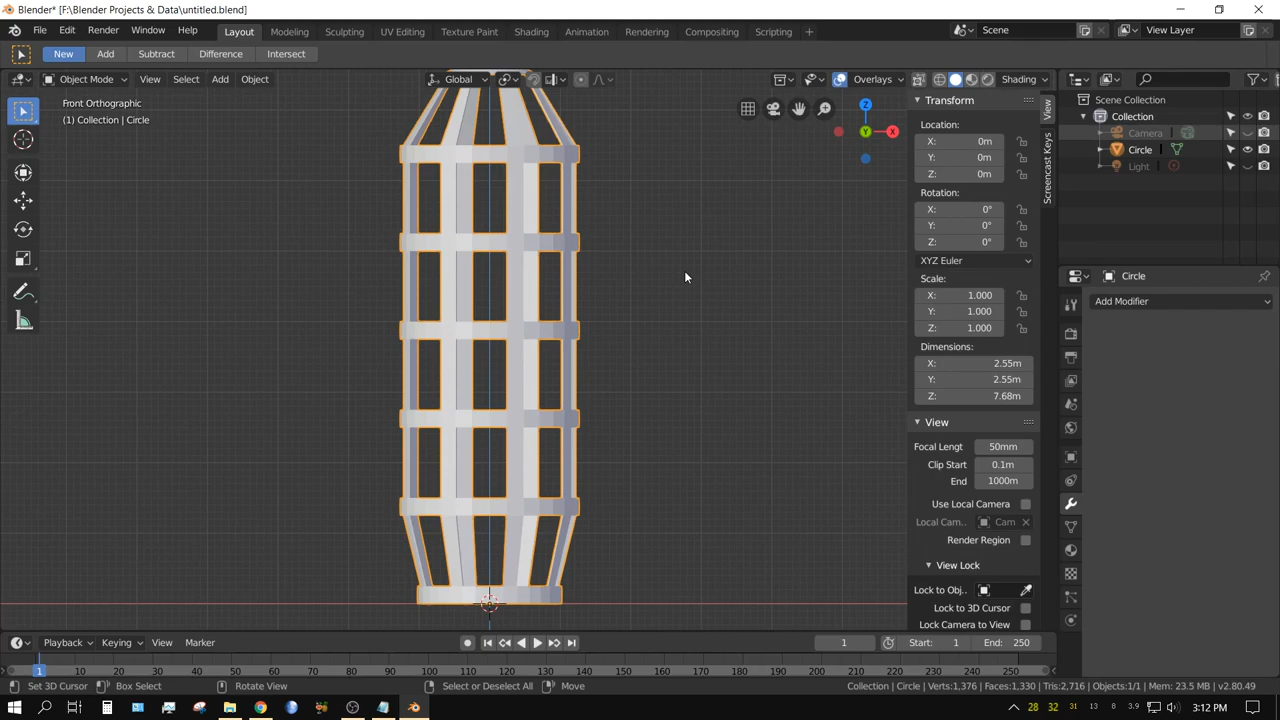 Blender* [F:\Blender Projects & Data\untitled.blend]
File Edit Render Window Help Layout Modeling Sculpting UV Editing Texture Paint Shading Animation Rendering Compositing Scripting + Scene View Layer
New Add Subtract Difference Intersect
Object Mode View Select Add Object Global Overlays Shading
Front Orthographic
(1) Collection | Circle
Z
Y
X
Transform
Location:
X: 0m
Y: 0m
Z: 0m
Rotation:
X: 0°
Y: 0°
Z: 0°
XYZ Euler
Scale:
X: 1.000
Y: 1.000
Z: 1.000
Dimensions:
X: 2.55m
Y: 2.55m
Z: 7.68m
View
Focal Lengt 50mm
Clip Start 0.1m
End 1000m
Use Local Camera
Local Cam... Cam
Render Region
View Lock
Lock to Obj...
Lock to 3D Cursor
Lock Camera to View
View
Screencast Keys
Scene Collection
Collection
Camera
Circle
Light
Circle
Add Modifier
Playback Keying View Marker 1 Start: 1 End: 250
1 10 20 30 40 50 60 70 80 90 100 110 120 130 140 150 160 170 180 190 200 210 220 230 240 250
Set 3D Cursor Box Select Rotate View Select or Deselect All Move Collection | Circle | Verts:1,376 | Faces:1,330 | Tris:2,716 | Objects:1/1 | Mem: 23.5 MB | v2.80.49
28 32 31 13 8 3.9 3:12 PM